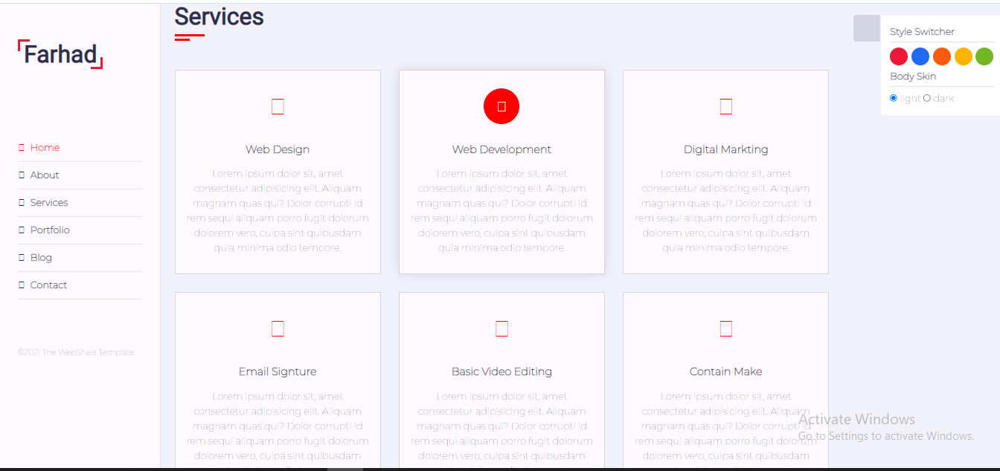 Services
Farhad
Home
About
Services
Portfolio
Blog
Contact
©2021 The WebShala Template
Web Design
Lorem ipsum dolor sit, amet
consectetur adipisicing elit. Aliquam
magnam quas qui? Dolor corrupti id
rem sequi aliquam porro fugit dolorum
dolorem vero, culpa sint quibusdam
quia minima odio tempore.
Web Development
Lorem ipsum dolor sit, amet
consectetur adipisicing elit. Aliquam
magnam quas qui? Dolor corrupti id
rem sequi aliquam porro fugit dolorum
dolorem vero, culpa sint quibusdam
quia minima odio tempore.
Digital Markting
Lorem ipsum dolor sit, amet
consectetur adipisicing elit. Aliquam
magnam quas qui? Dolor corrupti id
rem sequi aliquam porro fugit dolorum
dolorem vero, culpa sint quibusdam
quia minima odio tempore.
Email Signture
Lorem ipsum dolor sit, amet
consectetur adipisicing elit. Aliquam
magnam quas qui? Dolor corrupti id
rem sequi aliquam porro fugit dolorum
dolorem vero, culpa sint quibusdam
Basic Video Editing
Lorem ipsum dolor sit, amet
consectetur adipisicing elit. Aliquam
magnam quas qui? Dolor corrupti id
rem sequi aliquam porro fugit dolorum
dolorem vero, culpa sint quibusdam
Contain Make
Lorem ipsum dolor sit, amet
consectetur adipisicing elit. Aliquam
magnam quas qui? Dolor corrupti id
rem sequi aliquam porro fugit dolorum
dolorem vero, culpa sint quibusdam
Style Switcher
Body Skin
light dark
Activate Windows
Go to Settings to activate Windows.